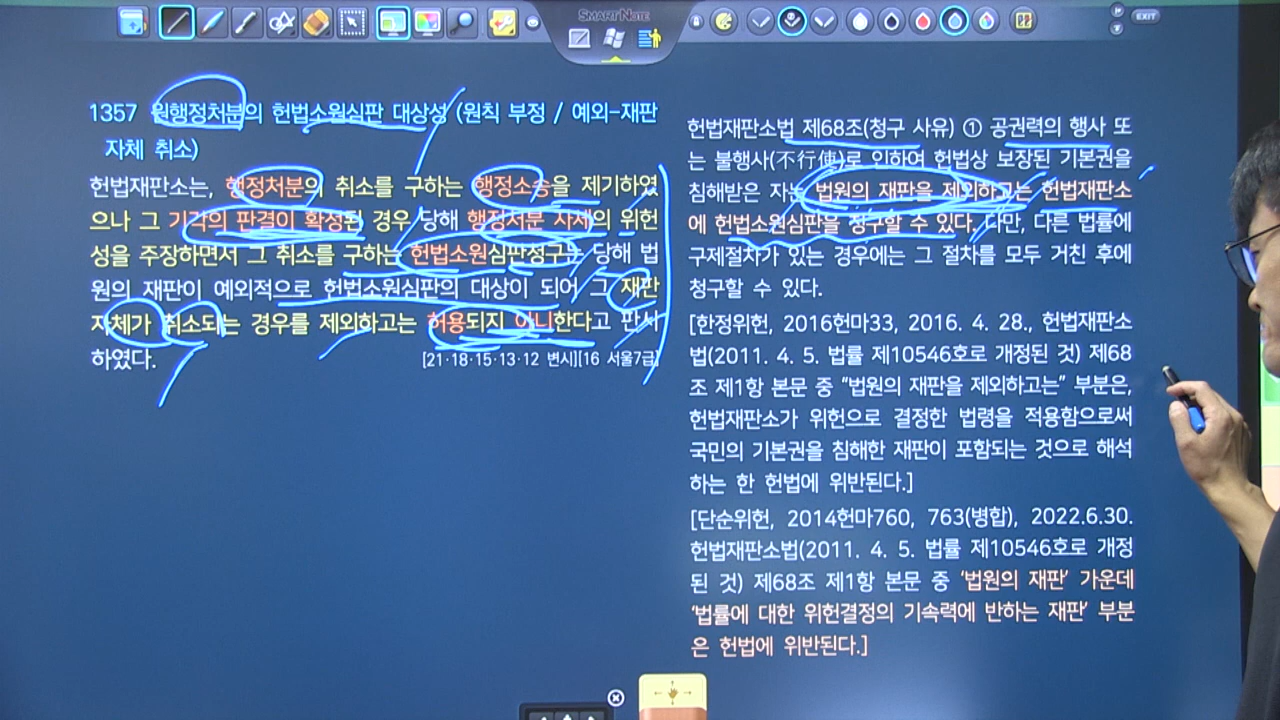 SMART NOTE
EXIT
1357 원행정처분의 헌법소원심판 대상성 (원칙 부정 / 예외-재판
자체 취소)
헌법재판소는, 행정처분의 취소를 구하는 행정소송을 제기하였
으나 그 기각의 판결이 확정된 경우 당해 행정처분 자체의 위헌
성을 주장하면서 그 취소를 구하는 헌법소원심판청구는 당해 법
원의 재판이 예외적으로 헌법소원심판의 대상이 되어 그 재판
자체가 취소되는 경우를 제외하고는 허용되지 아니한다고 판시
하였다.
[21·18·15·13·12 변시][16 서울7급]
헌법재판소법 제68조(청구 사유) ① 공권력의 행사 또
는 불행사(不行使)로 인하여 헌법상 보장된 기본권을
침해받은 자는 법원의 재판을 제외하고는 헌법재판소
에 헌법소원심판을 청구할 수 있다. 다만, 다른 법률에
구제절차가 있는 경우에는 그 절차를 모두 거친 후에
청구할 수 있다.
[한정위헌, 2016헌마33, 2016. 4. 28., 헌법재판소
법(2011. 4. 5. 법률 제10546호로 개정된 것) 제68
조 제1항 본문 중 “법원의 재판을 제외하고는” 부분은,
헌법재판소가 위헌으로 결정한 법령을 적용함으로써
국민의 기본권을 침해한 재판이 포함되는 것으로 해석
하는 한 헌법에 위반된다.]
[단순위헌, 2014헌마760, 763(병합), 2022.6.30.
헌법재판소법(2011. 4. 5. 법률 제10546호로 개정
된 것) 제68조 제1항 본문 중 ‘법원의 재판’ 가운데
‘법률에 대한 위헌결정의 기속력에 반하는 재판’ 부분
은 헌법에 위반된다.]